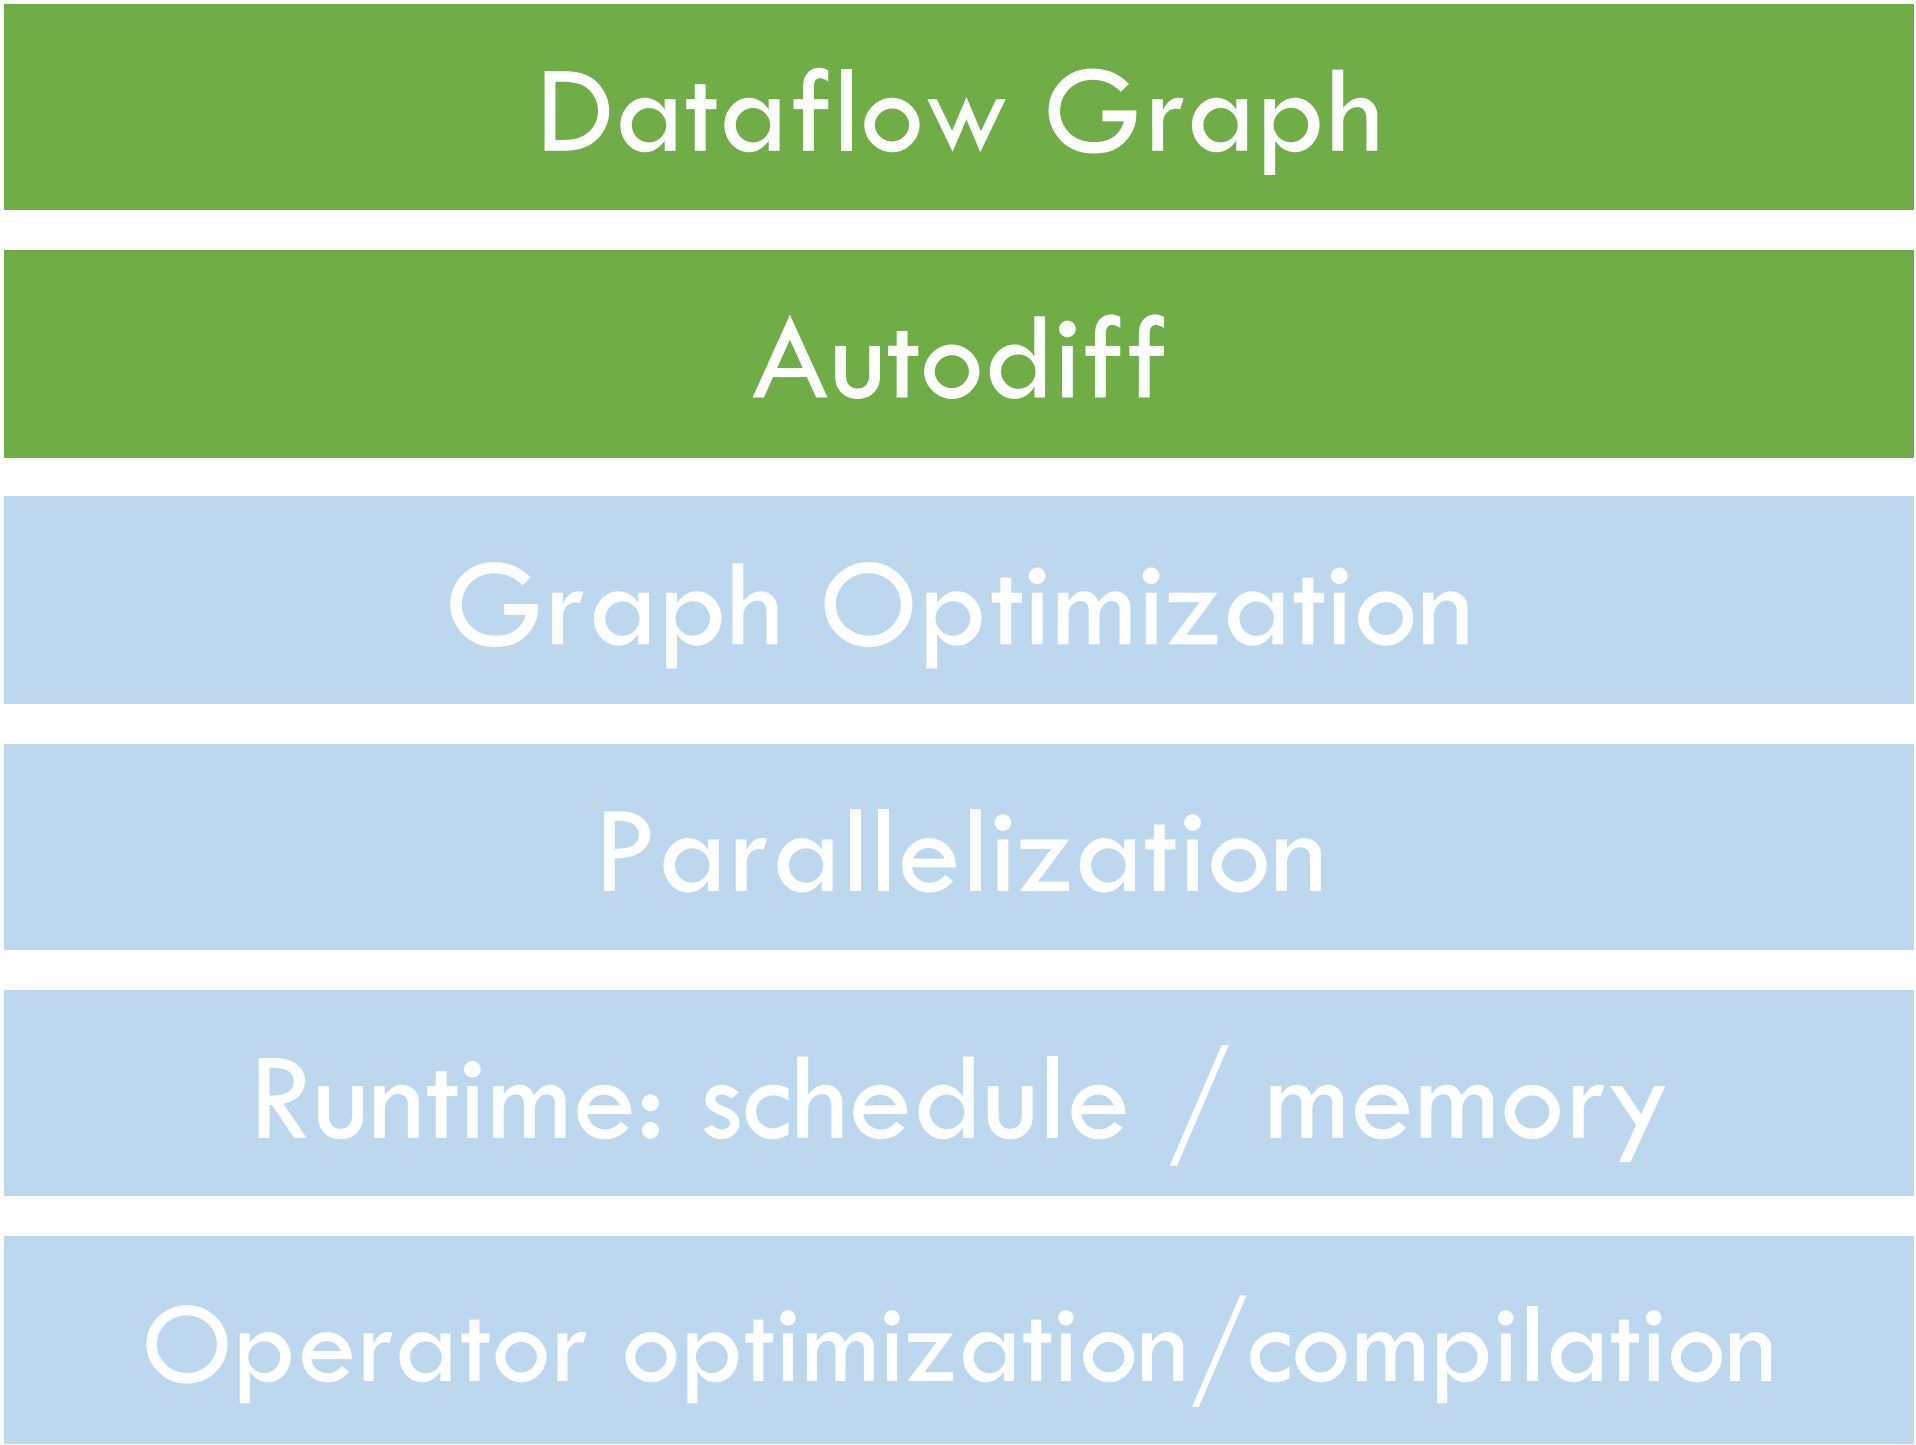 Dataflow Graph
Autodiff
Graph Optimization
Parallelization
Runtime: schedule / memory
Operator optimization/compilation